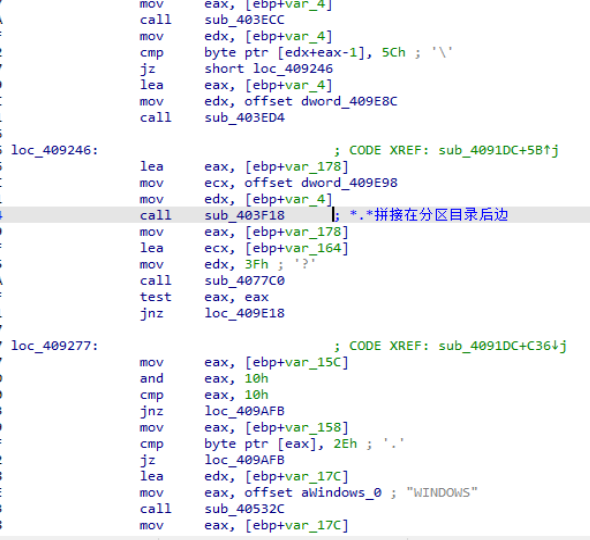 mov eax, [ebp+var_4]
call sub_403ECC
mov edx, [ebp+var_4]
cmp byte ptr [edx+eax-1], 5Ch ; '\'
jz short loc_409246
lea eax, [ebp+var_4]
mov edx, offset dword_409E8C
call sub_403ED4
loc_409246: ; CODE XREF: sub_4091DC+5B↑j
lea eax, [ebp+var_178]
mov ecx, offset dword_409E98
mov edx, [ebp+var_4]
call sub_403F18 ; *.*拼接在分区目录后边
mov eax, [ebp+var_178]
lea ecx, [ebp+var_164]
mov edx, 3Fh ; '?'
call sub_4077C0
test eax, eax
jnz loc_409E18
loc_409277: ; CODE XREF: sub_4091DC+C36↓j
mov eax, [ebp+var_15C]
and eax, 10h
cmp eax, 10h
jnz loc_409AFB
mov eax, [ebp+var_158]
cmp byte ptr [eax], 2Eh ; '.'
jz loc_409AFB
lea edx, [ebp+var_17C]
mov eax, offset aWindows_0 ; "WINDOWS"
call sub_40532C
mov eax, [ebp+var_17C]